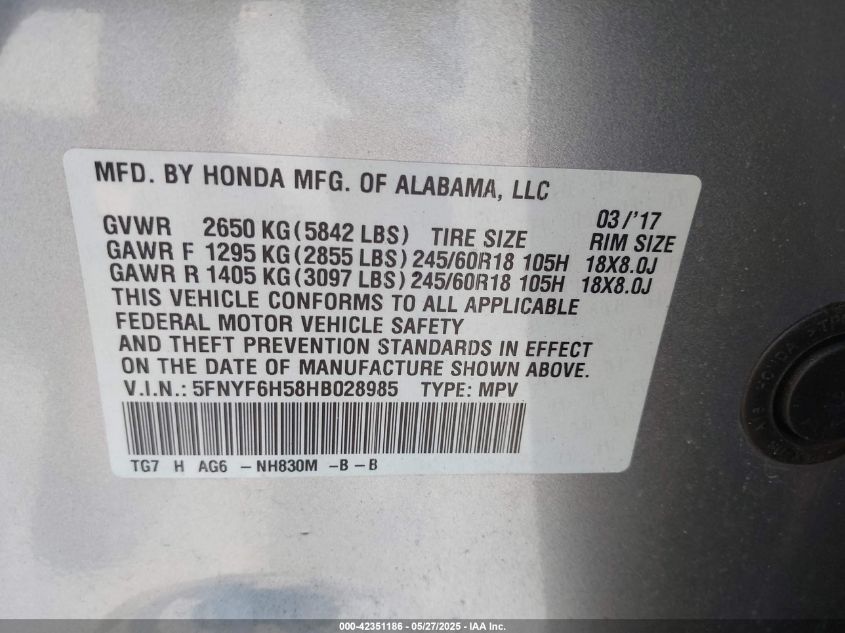 MFD. BY HONDA MFG. OF ALABAMA, LLC
03/'17
GVWR 2650 KG (5842 LBS) TIRE SIZE RIM SIZE
GAWR F 1295 KG (2855 LBS) 245/60R18 105H 18X8.0J
GAWR R 1405 KG (3097 LBS) 245/60R18 105H 18X8.0J
THIS VEHICLE CONFORMS TO ALL APPLICABLE
FEDERAL MOTOR VEHICLE SAFETY
AND THEFT PREVENTION STANDARDS IN EFFECT
ON THE DATE OF MANUFACTURE SHOWN ABOVE.
V.I.N.: 5FNYF6H58HB028985 TYPE: MPV
TG7 H AG6 -NH830M -B-B
000-42351186 - 05/27/2025 - IAA Inc.